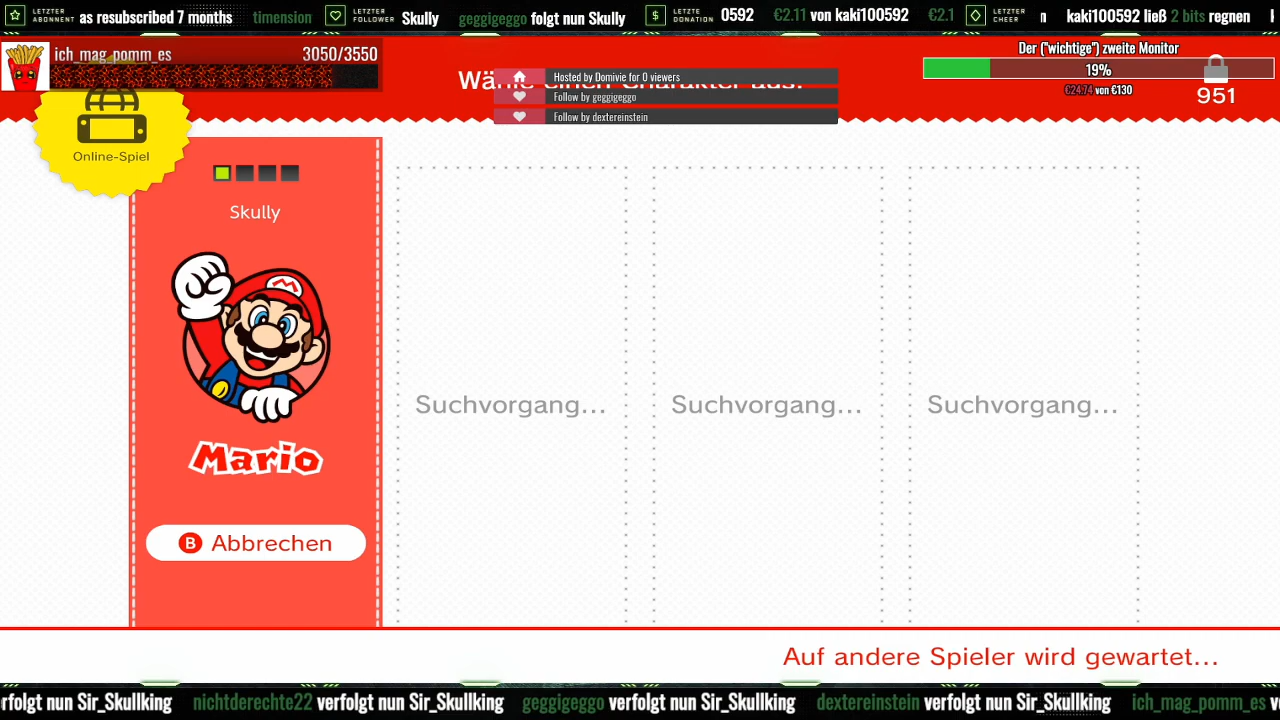 LETZTER ABONNENT
as resubscribed 7 months
timension
LETZTER FOLLOWER
Skully
geggigeggo folgt nun Skully
LETZTE DONATION
0592
€2.11 von kaki100592
€2.1
LETZTER CHEER
n
kaki100592 ließ 2 bits regnen
ich_mag_pomm_es
3050/3550
Hosted by Domivie for 0 viewers
Follow by geggigeggo
Follow by dextereinstein
Der ("wichtige") zweite Monitor
19%
€24.74 von €130
951
Online-Spiel
Skully
Mario
B Abbrechen
Suchvorgang...
Suchvorgang...
Suchvorgang...
Auf andere Spieler wird gewartet...
rfolgt nun Sir_Skullking
nichtderechte22 verfolgt nun Sir_Skullking
geggigeggo verfolgt nun Sir_Skullking
dextereinstein verfolgt nun Sir_Skullking
ich_mag_pomm_es v